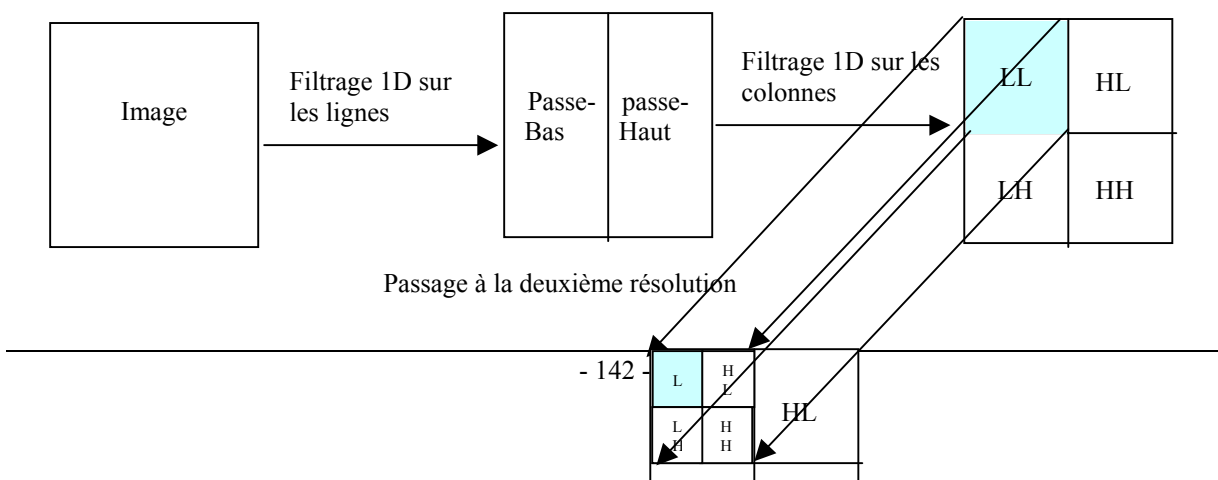 Image
Filtrage 1D sur
les lignes
Passe-
Bas
passe-
Haut
Filtrage 1D sur les
colonnes
LL
HL
LH
HH
Passage à la deuxième résolution
- 142 -
L
H
L
L
H
H
H
HL